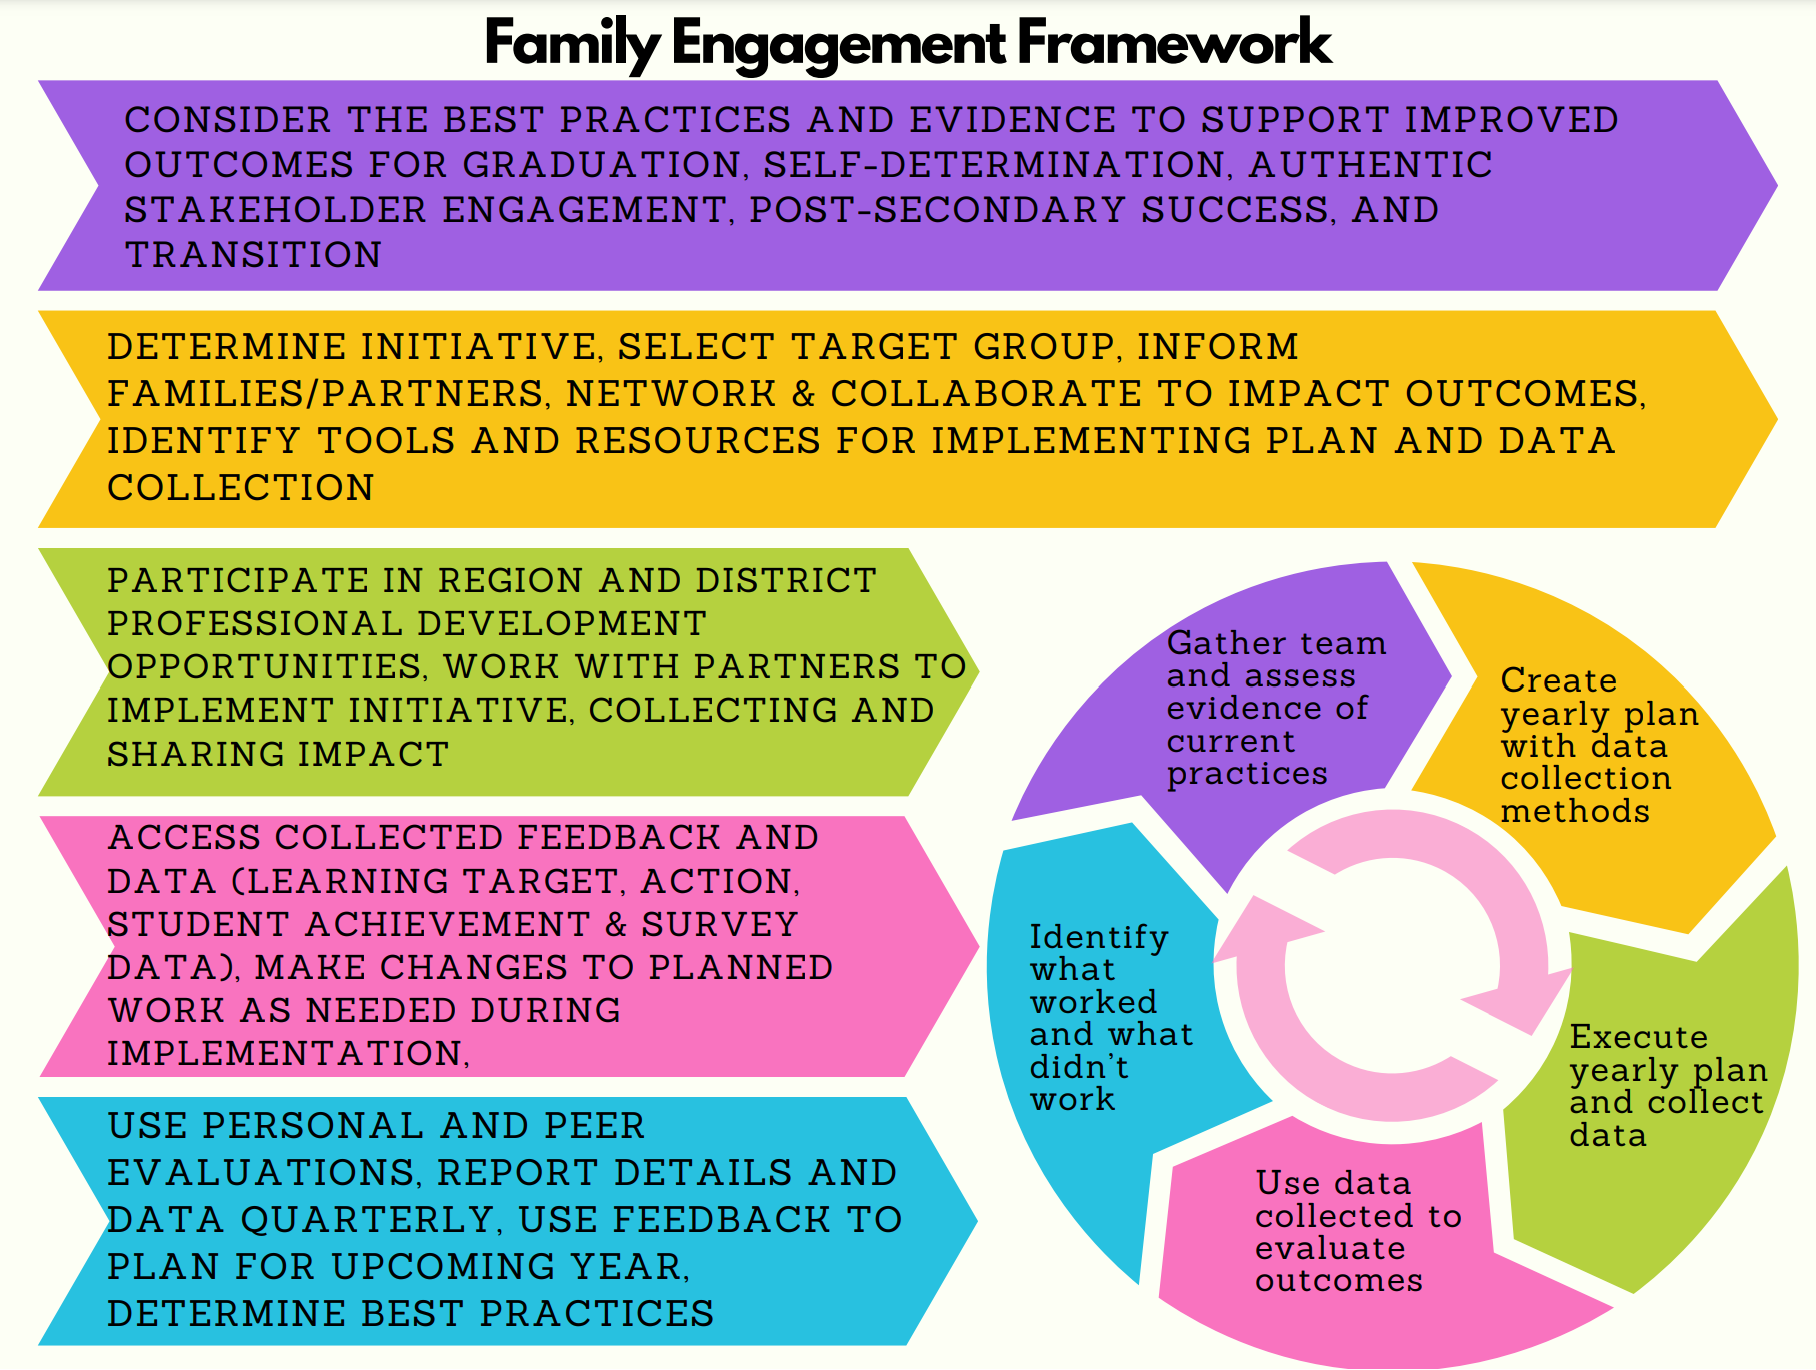 Family Engagement Framework
CONSIDER THE BEST PRACTICES AND EVIDENCE TO SUPPORT IMPROVED
OUTCOMES FOR GRADUATION, SELF-DETERMINATION, AUTHENTIC
STAKEHOLDER ENGAGEMENT, POST-SECONDARY SUCCESS, AND
TRANSITION
DETERMINE INITIATIVE, SELECT TARGET GROUP, INFORM
FAMILIES/PARTNERS, NETWORK & COLLABORATE TO IMPACT OUTCOMES,
IDENTIFY TOOLS AND RESOURCES FOR IMPLEMENTING PLAN AND DATA
COLLECTION
PARTICIPATE IN REGION AND DISTRICT
PROFESSIONAL DEVELOPMENT
OPPORTUNITIES, WORK WITH PARTNERS TO
IMPLEMENT INITIATIVE, COLLECTING AND
SHARING IMPACT
ACCESS COLLECTED FEEDBACK AND
DATA (LEARNING TARGET, ACTION,
STUDENT ACHIEVEMENT & SURVEY
DATA), MAKE CHANGES TO PLANNED
WORK AS NEEDED DURING
IMPLEMENTATION,
USE PERSONAL AND PEER
EVALUATIONS, REPORT DETAILS AND
DATA QUARTERLY, USE FEEDBACK TO
PLAN FOR UPCOMING YEAR,
DETERMINE BEST PRACTICES
Gather team
and assess
evidence of
current
practices
Create
yearly plan
with data
collection
methods
Execute
yearly plan
and collect
data
Use data
collected to
evaluate
outcomes
Identify
what
worked
and what
didn't
work